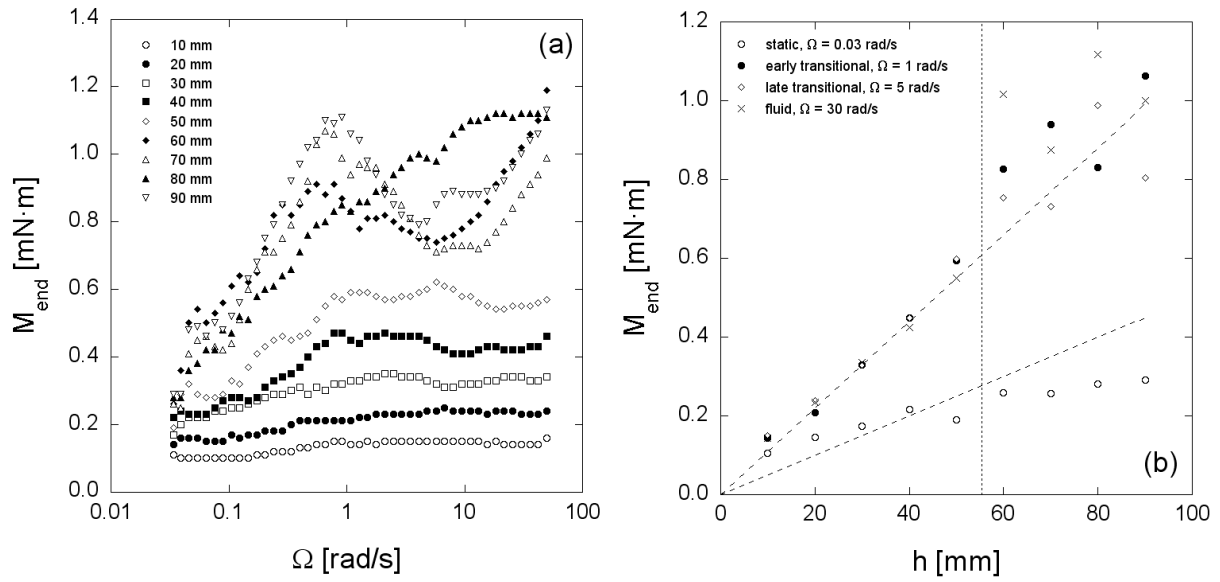 1.4
1.2
1.0
0.8
0.6
0.4
0.2
0.0
M_end [mN·m]
0.01
0.1
1
10
100
Ω [rad/s]
(a)
10 mm
20 mm
30 mm
40 mm
50 mm
60 mm
70 mm
80 mm
90 mm
1.2
1.0
0.8
0.6
0.4
0.2
0.0
M_end [mN·m]
0
20
40
60
80
100
h [mm]
static, Ω = 0.03 rad/s
early transitional, Ω = 1 rad/s
late transitional, Ω = 5 rad/s
fluid, Ω = 30 rad/s
(b)